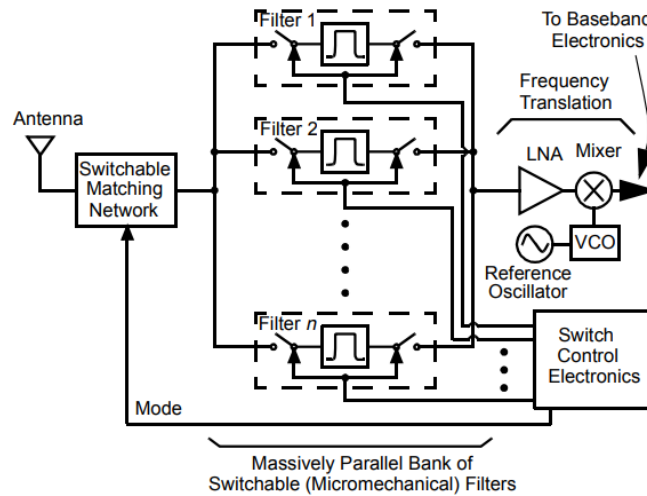 Filter 1
To Baseband
Electronics
Frequency
Translation
Antenna
Filter 2
LNA
Mixer
Switchable
Matching
Network
VCO
Reference
Oscillator
Filter n
Switch
Control
Electronics
Mode
Massively Parallel Bank of
Switchable (Micromechanical) Filters